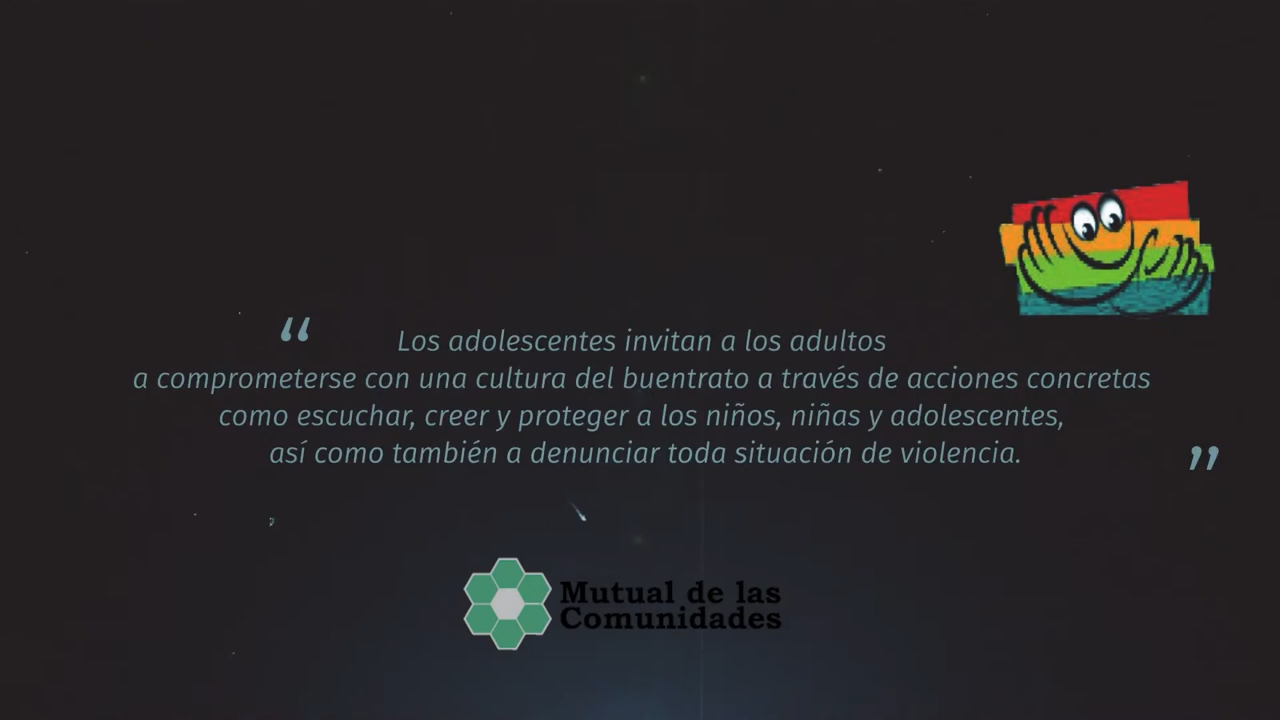 “ Los adolescentes invitan a los adultos
a comprometerse con una cultura del buentrato a través de acciones concretas
como escuchar, creer y proteger a los niños, niñas y adolescentes,
así como también a denunciar toda situación de violencia. ”
Mutual de las
Comunidades